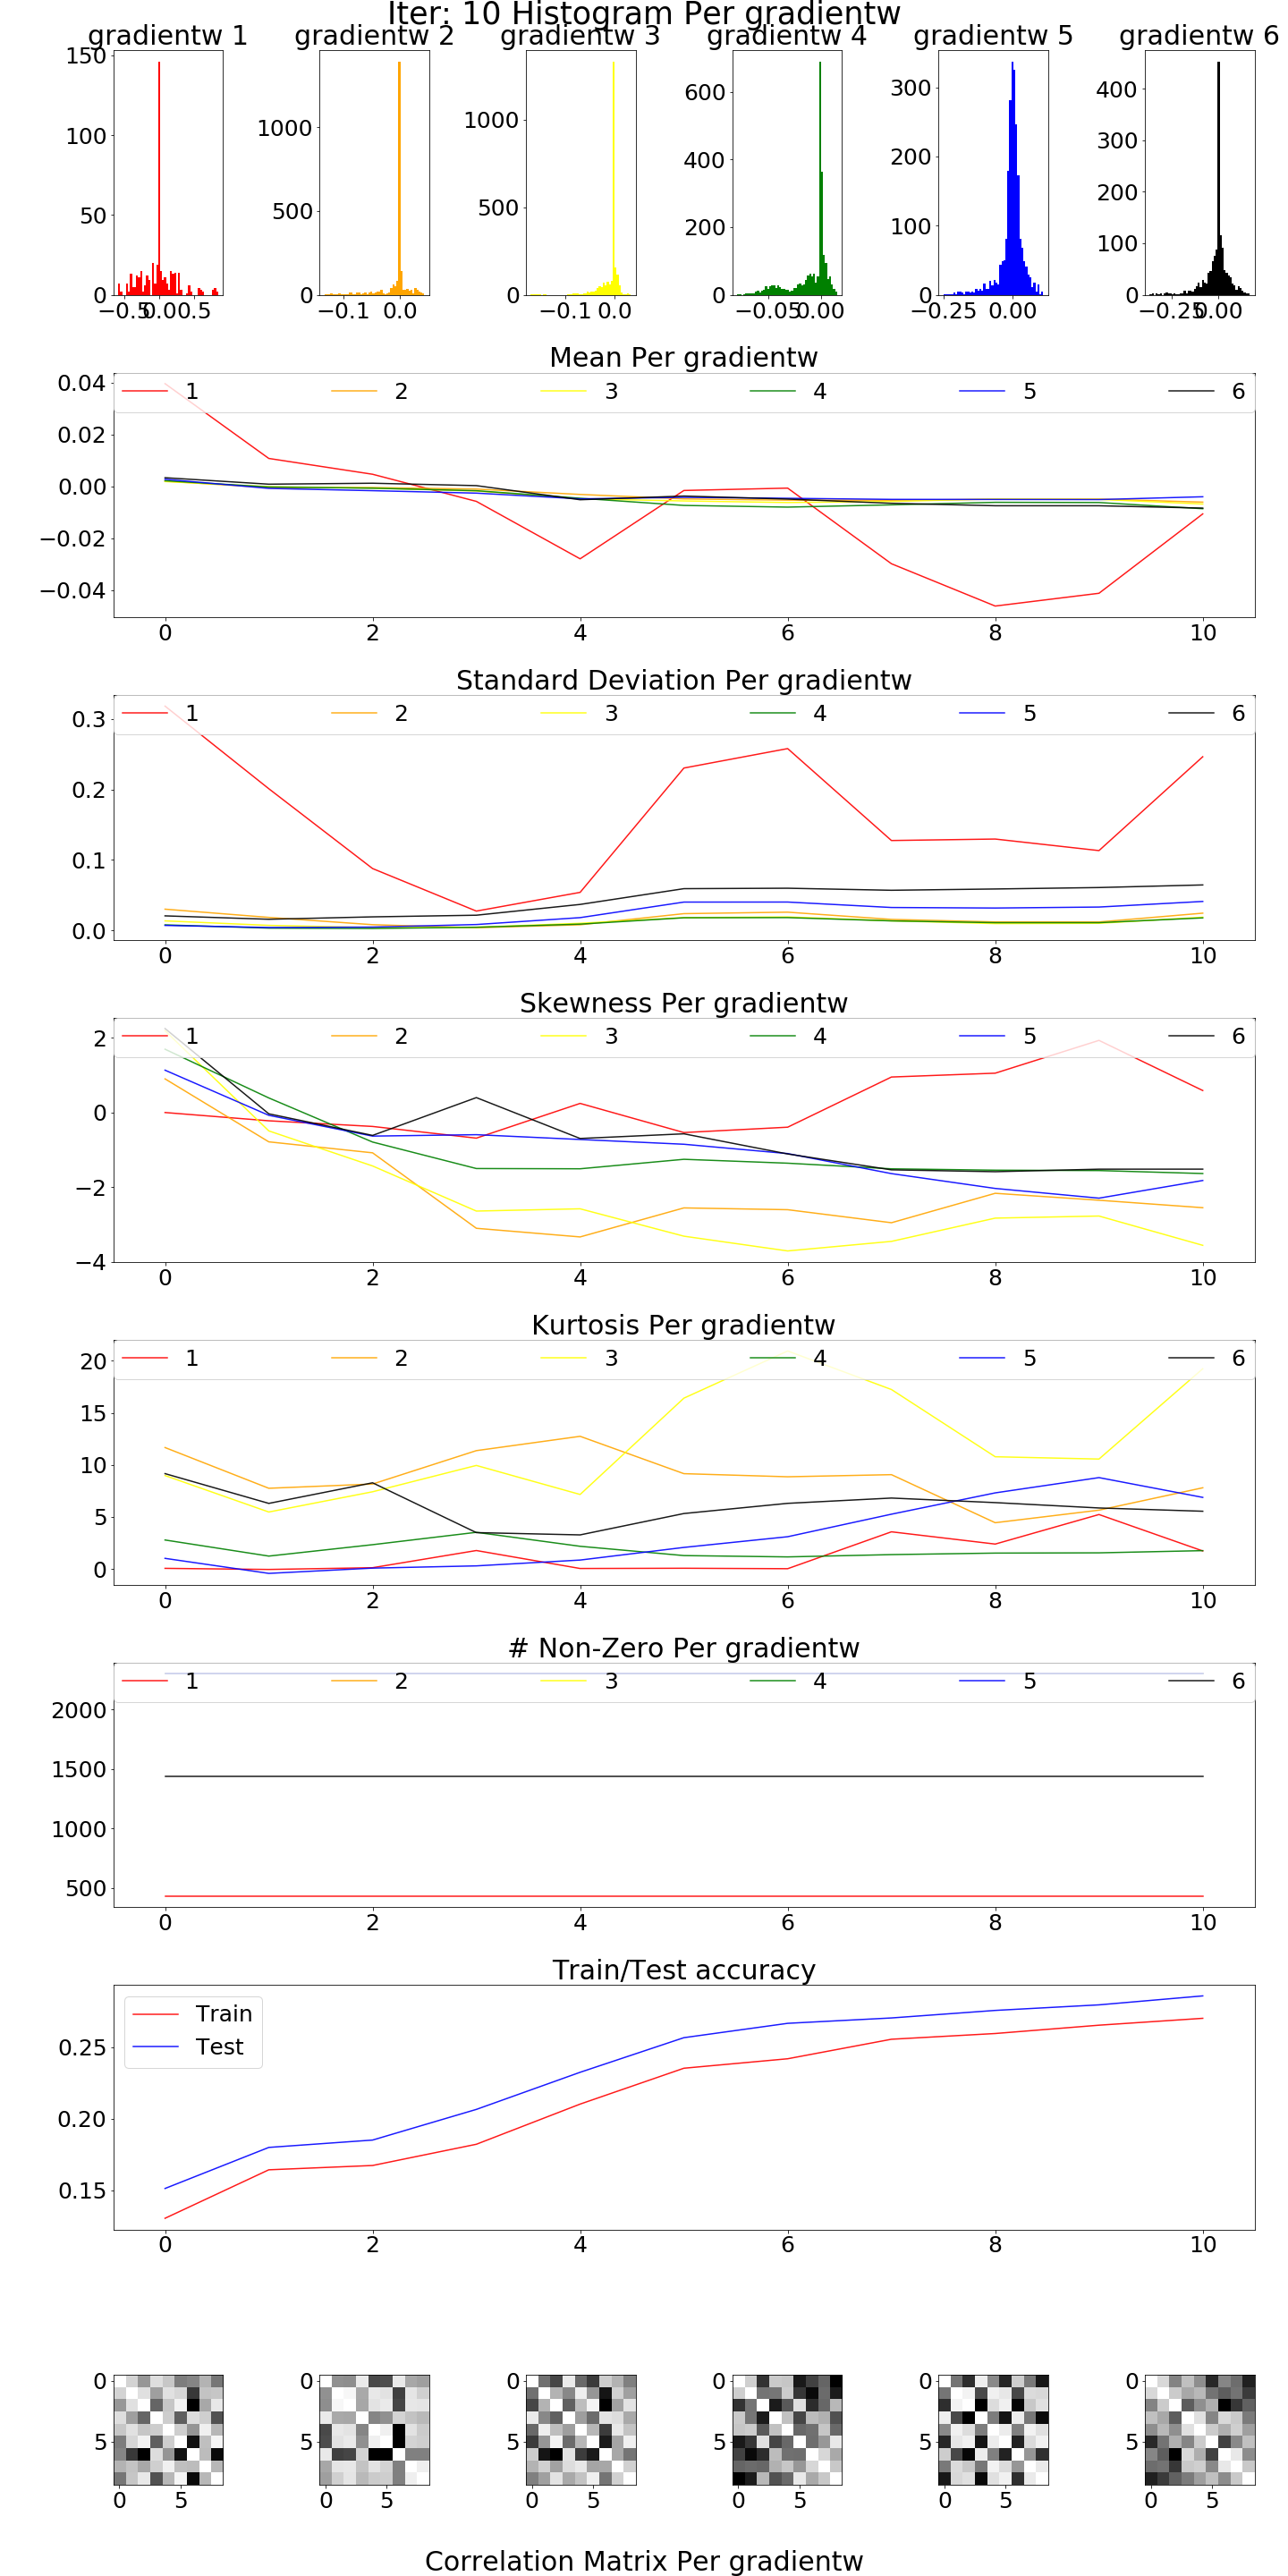 Iter: 10 Histogram Per gradientw
gradientw 1 gradientw 2 gradientw 3 gradientw 4 gradientw 5 gradientw 6
150
100
50
0
−0.5 0.0 0.5
1000
500
0
−0.1 0.0
1000
500
0
−0.1 0.0
600
400
200
0
−0.05 0.00
300
200
100
0
−0.25 0.00
400
300
200
100
0
−0.25 0.00
Mean Per gradientw
1 2 3 4 5 6
0.04
0.02
0.00
−0.02
−0.04
0 2 4 6 8 10
Standard Deviation Per gradientw
1 2 3 4 5 6
0.3
0.2
0.1
0.0
0 2 4 6 8 10
Skewness Per gradientw
1 2 3 4 5 6
2
0
−2
−4
0 2 4 6 8 10
Kurtosis Per gradientw
1 2 3 4 5 6
20
15
10
5
0
0 2 4 6 8 10
# Non-Zero Per gradientw
1 2 3 4 5 6
2000
1500
1000
500
0 2 4 6 8 10
Train/Test accuracy
Train
Test
0.25
0.20
0.15
0 2 4 6 8 10
0 0 0 0 0 0
5 5 5 5 5 5
0 5 0 5 0 5 0 5 0 5 0 5
Correlation Matrix Per gradientw